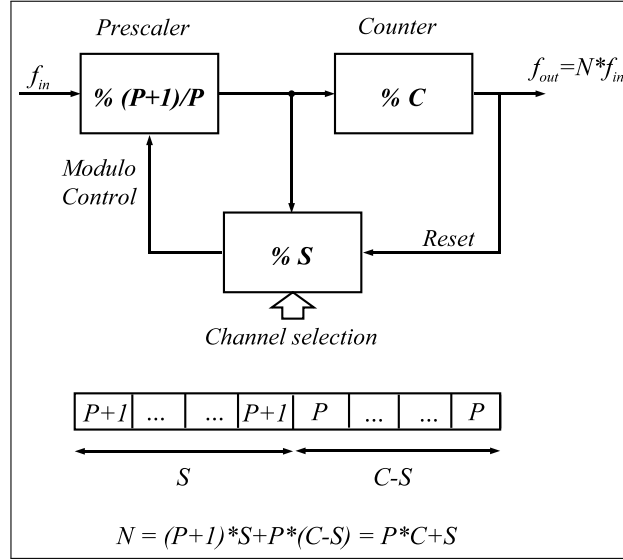 Prescaler
Counter
f_in
% (P+1)/P
% C
f_out=N*f_in
Modulo
Control
% S
Reset
Channel selection
P+1 ... ... P+1 P ... ... P
S
C-S
N = (P+1)*S+P*(C-S) = P*C+S